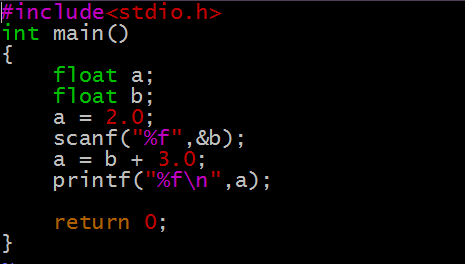 #include<stdio.h>
int main()
{
    float a;
    float b;
    a = 2.0;
    scanf("%f",&b);
    a = b + 3.0;
    printf("%f\n",a);

    return 0;
}